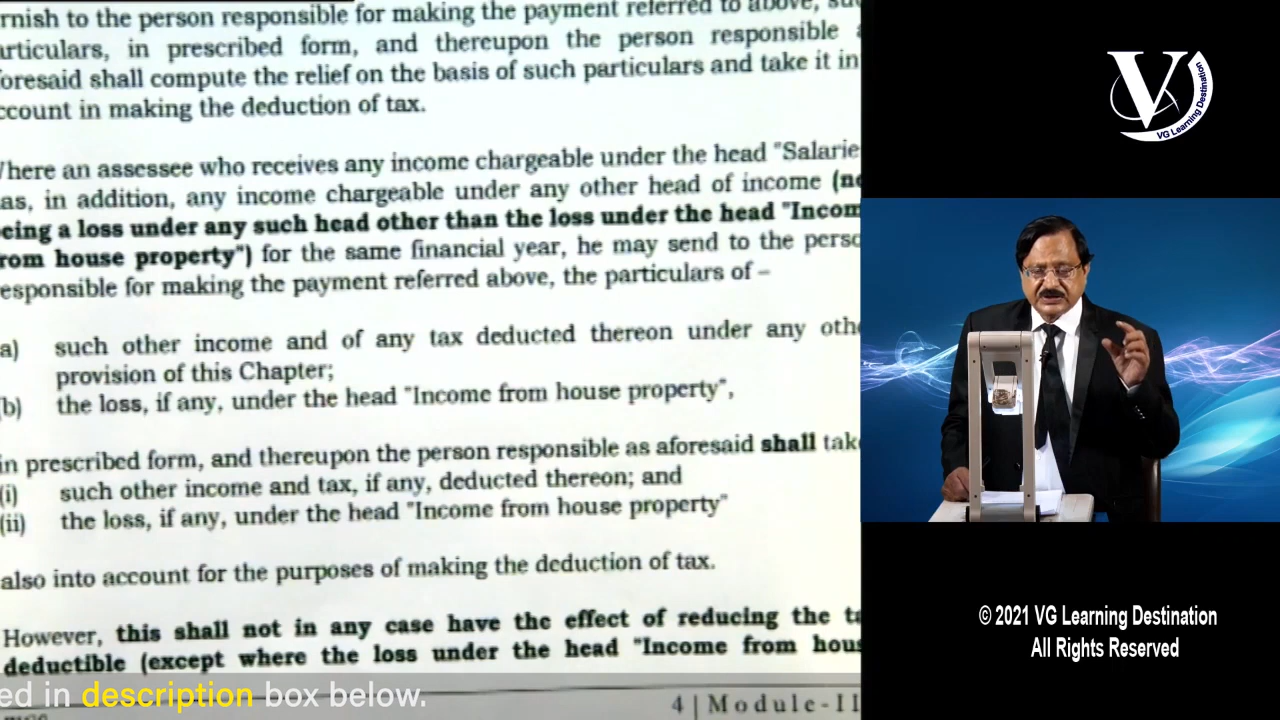 rnish to the person responsible for making the payment referred to above,
articulars, in prescribed form, and thereupon the person responsible
oresaid shall compute the relief on the basis of such particulars and take it in
ccount in making the deduction of tax.
here an assessee who receives any income chargeable under the head "Salarie
as, in addition, any income chargeable under any other head of income (no
eing a loss under any such head other than the loss under the head "Incom
rom house property") for the same financial year, he may send to the perso
esponsible for making the payment referred above, the particulars of –
a) such other income and of any tax deducted thereon under any othe
provision of this Chapter;
(b) the loss, if any, under the head "Income from house property",
in prescribed form, and thereupon the person responsible as aforesaid shall take
(i) such other income and tax, if any, deducted thereon; and
(ii) the loss, if any, under the head "Income from house property"
also into account for the purposes of making the deduction of tax.
However, this shall not in any case have the effect of reducing the ta
deductible (except where the loss under the head "Income from hous
4 | Module-II
ed in description box below.
V
VG Learning Destination
© 2021 VG Learning Destination
All Rights Reserved